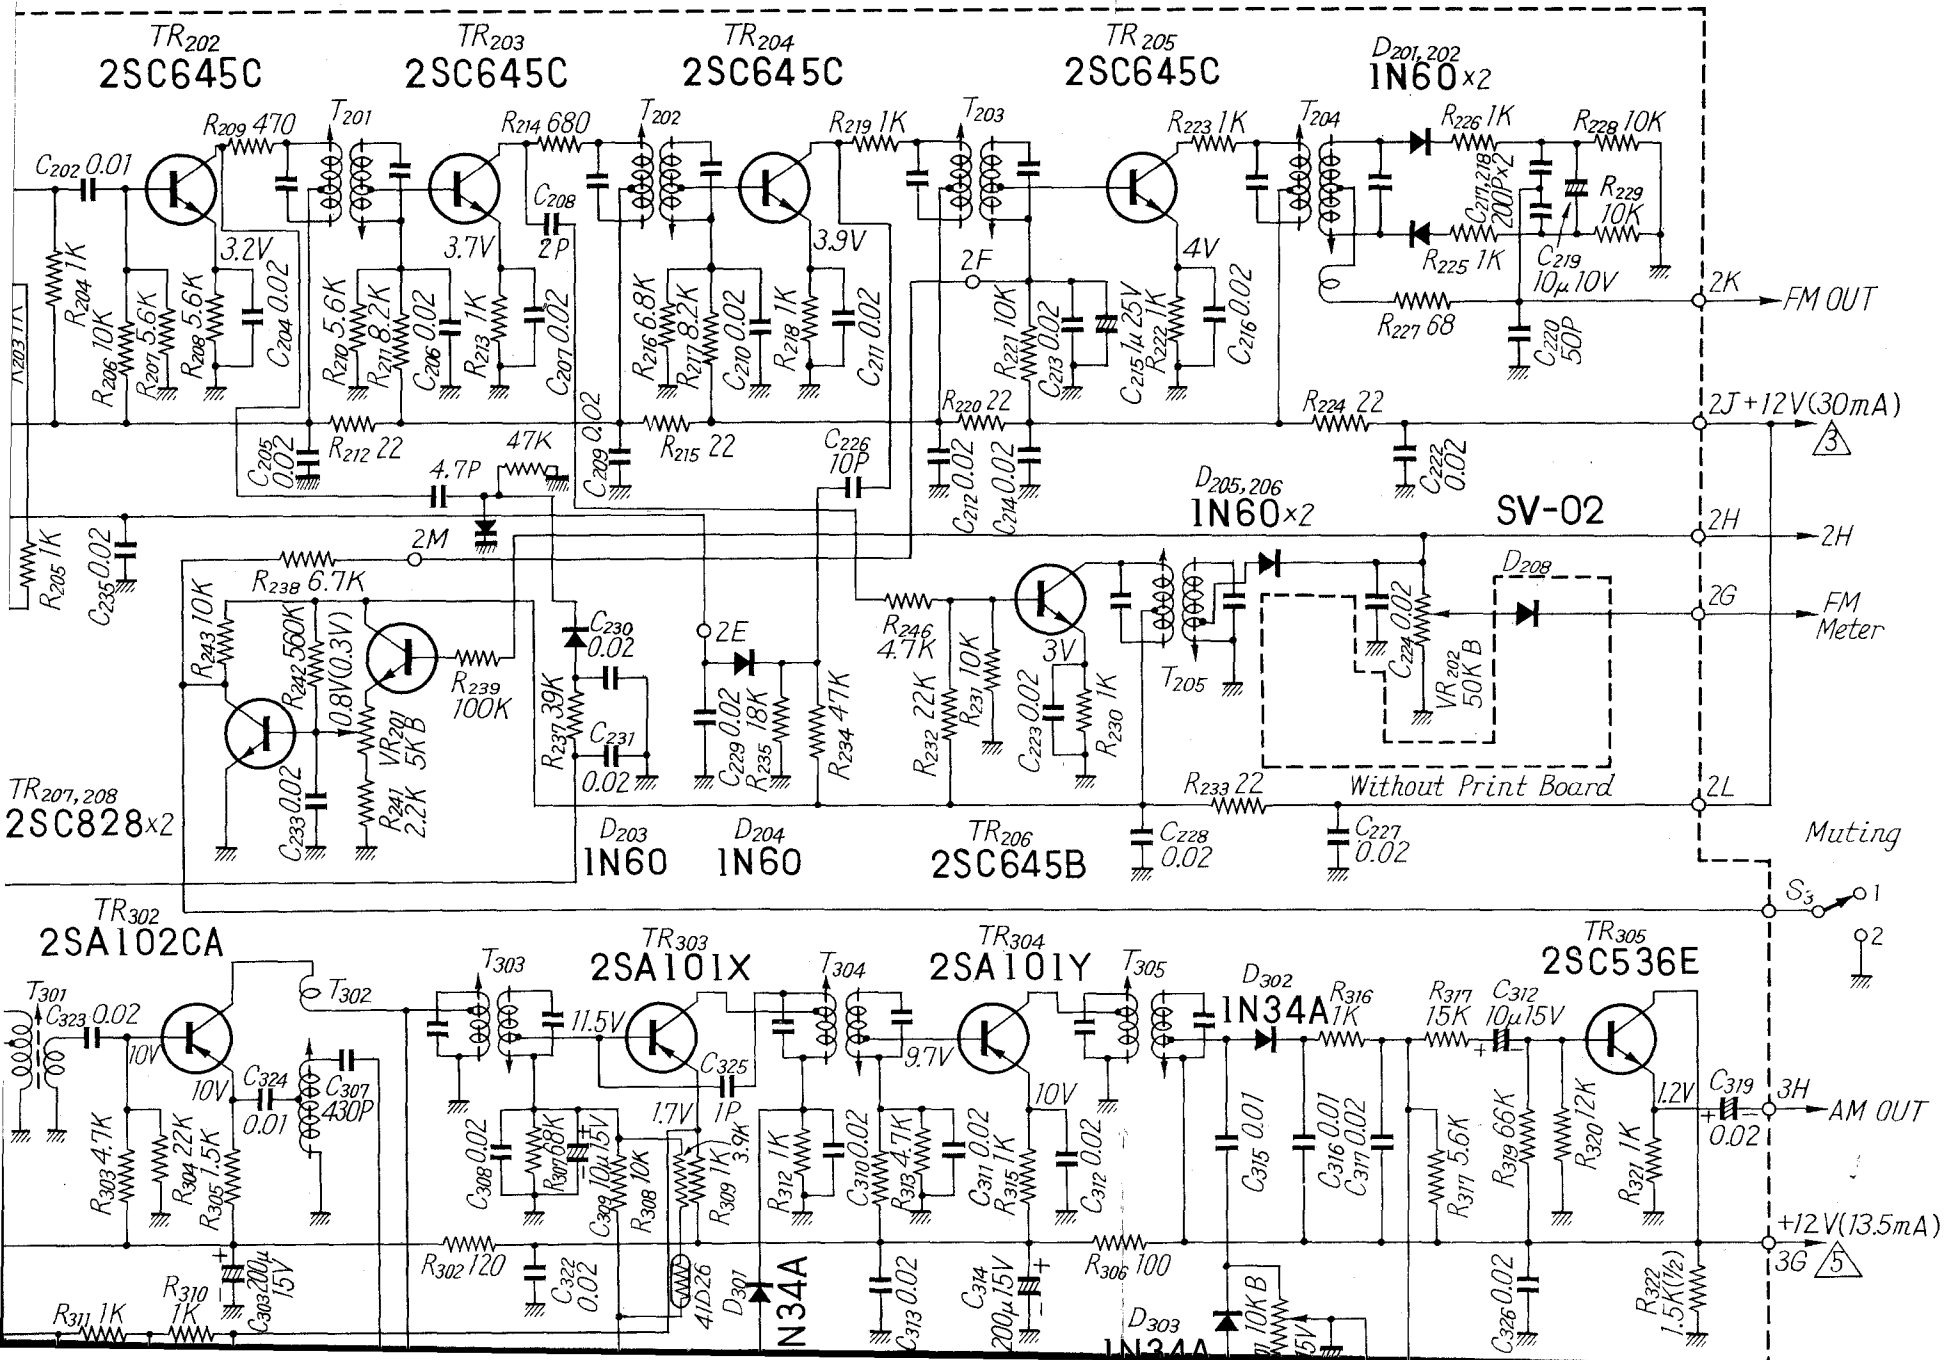 TR202
2SC645C
TR203
2SC645C
TR204
2SC645C
TR205
2SC645C
D201,202
1N60×2
R209 470
T201
R214 680
T202
R219 1K
T203
R223 1K
T204
R226 1K
R228 10K
C202 0.01
C208
2P
C217,218
200P×2
R229
10K
3.2V
3.7V
3.9V
4V
2F
R225 1K
C219
10μ10V
2K
FM OUT
R203 1K
R204 1K
R206 10K
R207 5.6K
R208 5.6K
C204 0.02
R210 5.6K
R211 8.2K
C206 0.02
R213 1K
C207 0.02
R216 6.8K
R217 8.2K
C210 0.02
R218 1K
C211 0.02
R221 10K
C213 0.02
C215 1μ25V
R222 1K
C216 0.02
R227 68
C220
50P
C205
0.02
R212 22
47K
4.7P
C209 0.02
R215 22
C226
10P
R220 22
C212 0.02
C214 0.02
R224 22
C222
0.02
2J +12V(30mA)
3
D205,206
1N60×2
SV-02
2H
2H
R205 1K
C235 0.02
2M
R238 6.7K
D208
2G
FM
Meter
R243 10K
R242 560K
0.8V(0.3V)
R239
100K
C230
0.02
2E
R246
4.7K
3V
T205
C224 0.02
VR202
50K B
VR201
5K B
R237 39K
C231
0.02
C229 0.02
R235 18K
R234 47K
R232 22K
R231 10K
C223 0.02
R230 1K
TR207,208
2SC828×2
C233 0.02
R241
2.2K
D203
1N60
D204
1N60
TR206
2SC645B
R233 22
C228
0.02
C227
0.02
Without Print Board
2L
Muting
S3
1
2
TR302
2SA102CA
TR303
2SA101X
TR304
2SA101Y
TR305
2SC536E
T301
C323 0.02
T302
T303
T304
T305
D302
1N34A
R316
1K
R317
15K
C312
10μ15V
10V
10V
C324
0.01
C307
430P
11.5V
C325
1P
1.7V
9.7V
10V
1.2V
C319
0.02
3H
AM OUT
R303 4.7K
R304 22K
R305 1.5K
C308 0.02
R307 68K
C309 10μ15V
R308 10K
R309 1K
3.9K
R312 1K
C310 0.02
R313 4.7K
C311 0.02
R315 1K
C312 0.02
C315 0.01
C316 0.01
C317 0.02
R317 5.6K
R319 66K
R320 12K
R321 1K
+12V(13.5mA)
3G
5
R302 120
R306 100
R311 1K
R310
1K
C303 200μ
15V
C322
0.02
41D26
D301
1N34A
C313 0.02
C314
200μ15V
D303
1N34A
10K B
C326 0.02
R322
1.5K(½)